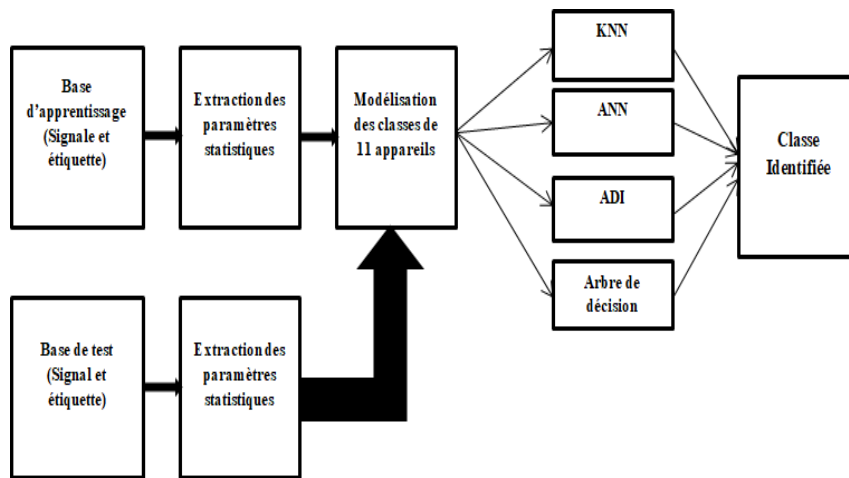 Base
d'apprentissage
(Signale et
étiquette)
Extraction des
paramètres
statistiques
Modélisation
des classes de
11 appareils
KNN
ANN
ADI
Arbre de
décision
Classe
Identifiée
Base de test
(Signal et
étiquette)
Extraction des
paramètres
statistiques